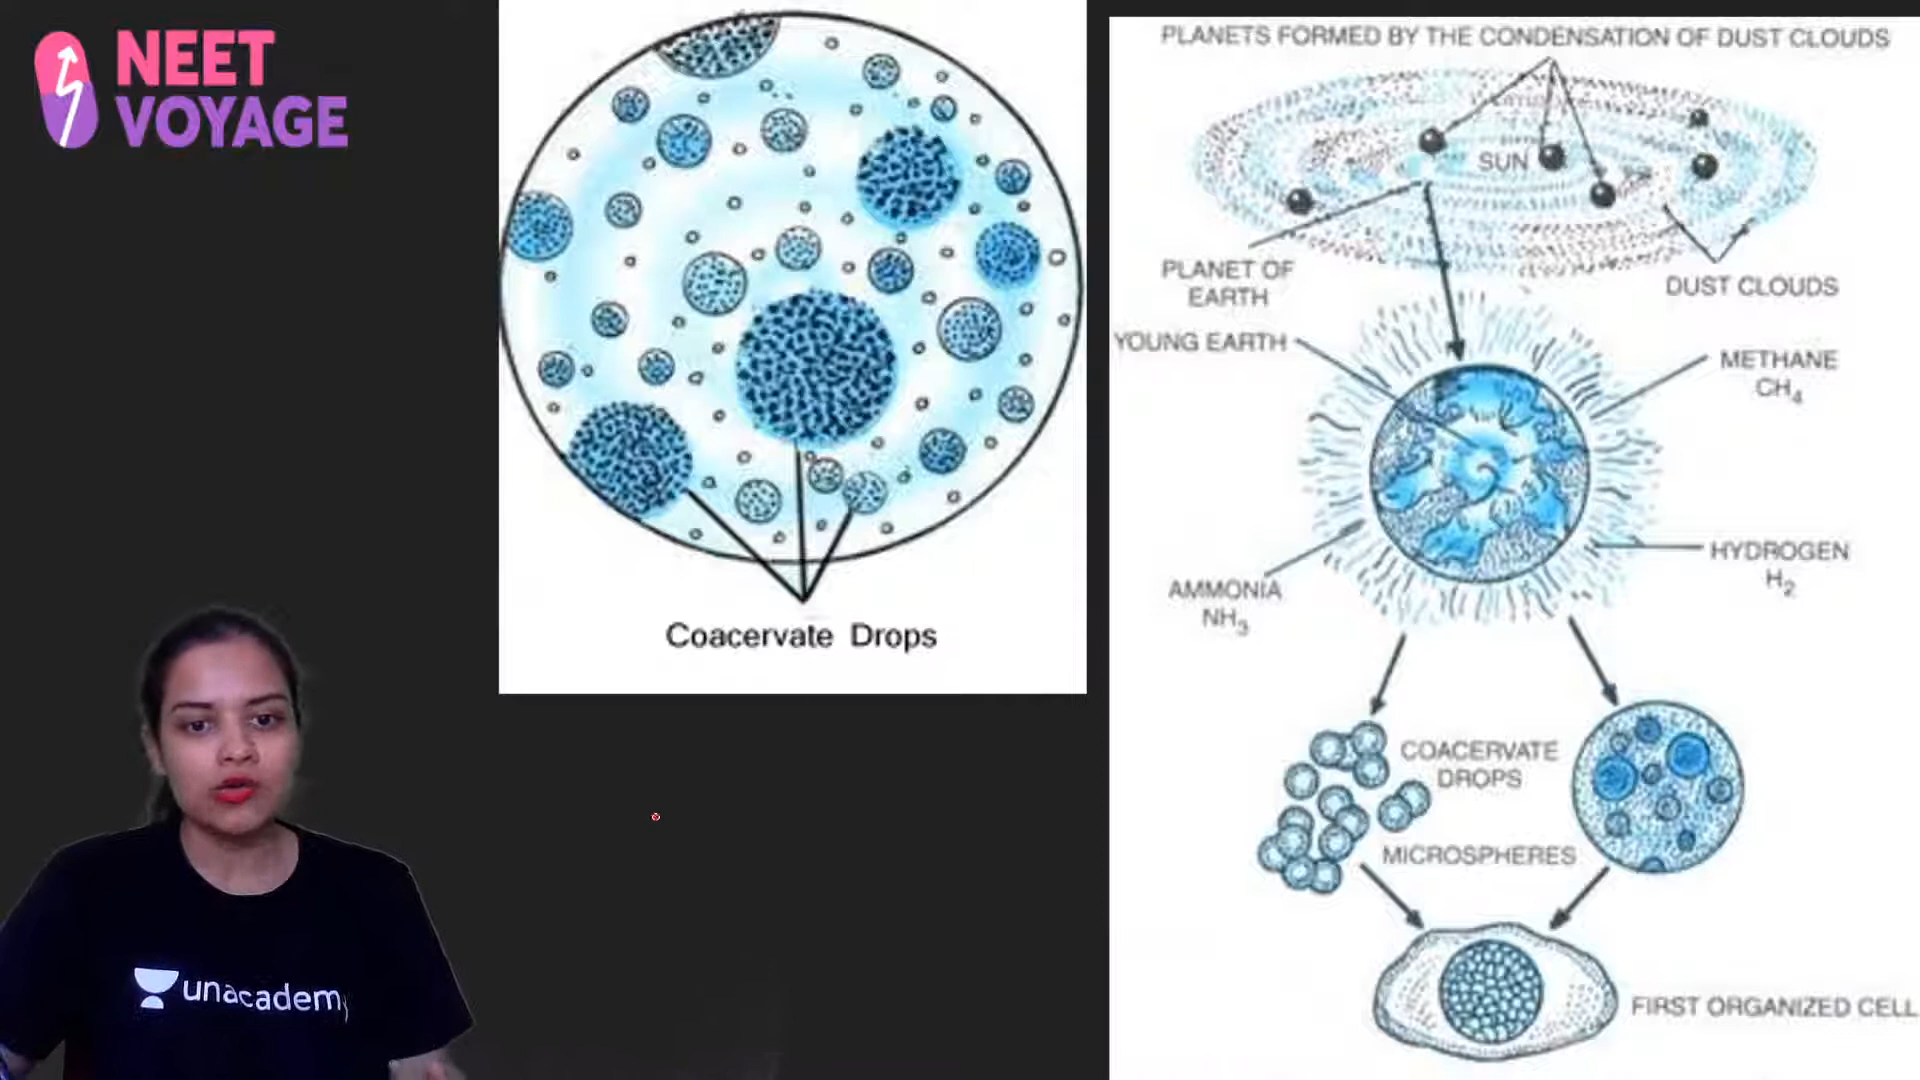 NEET
VOYAGE
Coacervate Drops
unacademy
PLANETS FORMED BY THE CONDENSATION OF DUST CLOUDS
SUN
PLANET OF
EARTH
DUST CLOUDS
YOUNG EARTH
METHANE
CH4
AMMONIA
NH3
HYDROGEN
H2
COACERVATE
DROPS
MICROSPHERES
FIRST ORGANIZED CELL